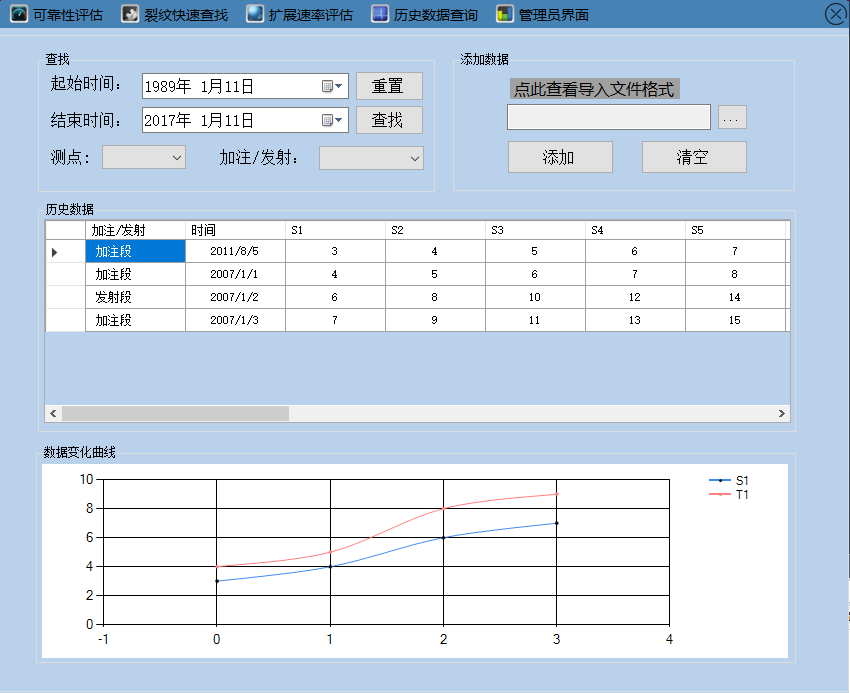 可靠性评估 裂纹快速查找 扩展速率评估 历史数据查询 管理员界面
查找
起始时间： 1989年 1月11日 重置
结束时间： 2017年 1月11日 查找
测点： 加注/发射：
添加数据
点此查看导入文件格式
...
添加 清空
历史数据
加注/发射 时间 S1 S2 S3 S4 S5
加注段 2011/8/5 3 4 5 6 7
加注段 2007/1/1 4 5 6 7 8
发射段 2007/1/2 6 8 10 12 14
加注段 2007/1/3 7 9 11 13 15
数据变化曲线
S1
T1
10
8
6
4
2
0
-1 0 1 2 3 4